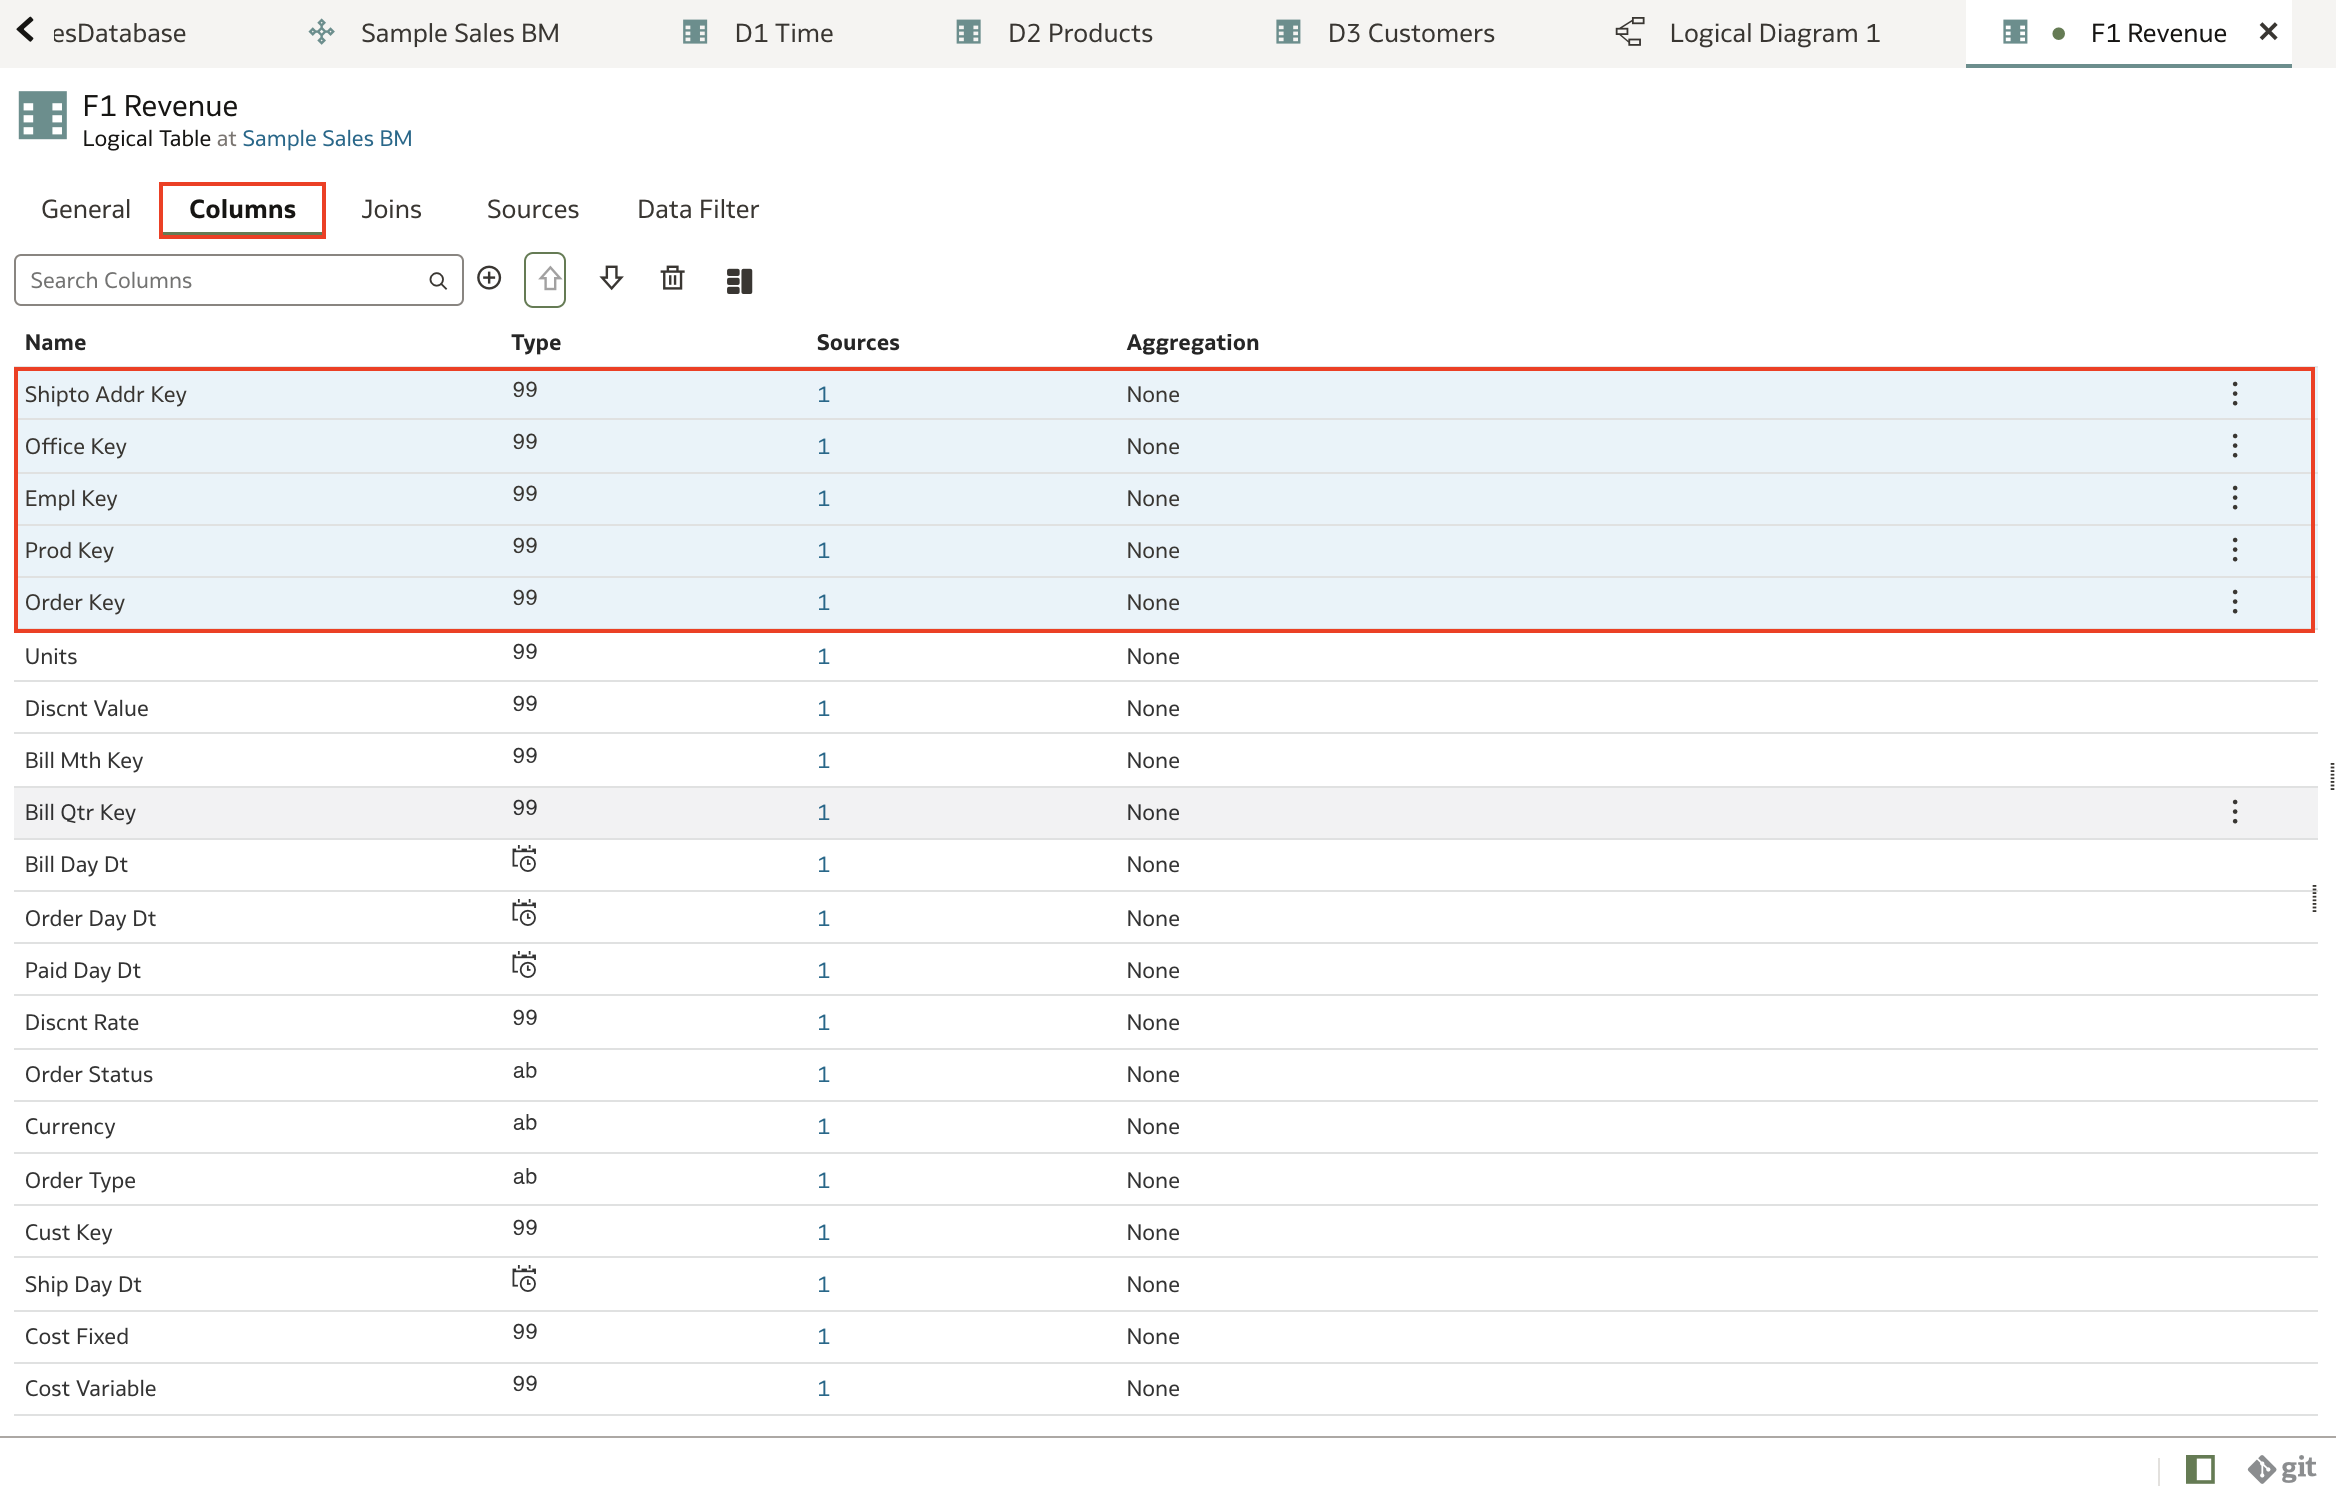 esDatabase Sample Sales BM D1 Time D2 Products D3 Customers Logical Diagram 1 F1 Revenue
F1 Revenue
Logical Table at Sample Sales BM
General Columns Joins Sources Data Filter
Search Columns
Name Type Sources Aggregation
Shipto Addr Key 99 1 None
Office Key 99 1 None
Empl Key 99 1 None
Prod Key 99 1 None
Order Key 99 1 None
Units 99 1 None
Discnt Value 99 1 None
Bill Mth Key 99 1 None
Bill Qtr Key 99 1 None
Bill Day Dt 1 None
Order Day Dt 1 None
Paid Day Dt 1 None
Discnt Rate 99 1 None
Order Status ab 1 None
Currency ab 1 None
Order Type ab 1 None
Cust Key 99 1 None
Ship Day Dt 1 None
Cost Fixed 99 1 None
Cost Variable 99 1 None
git